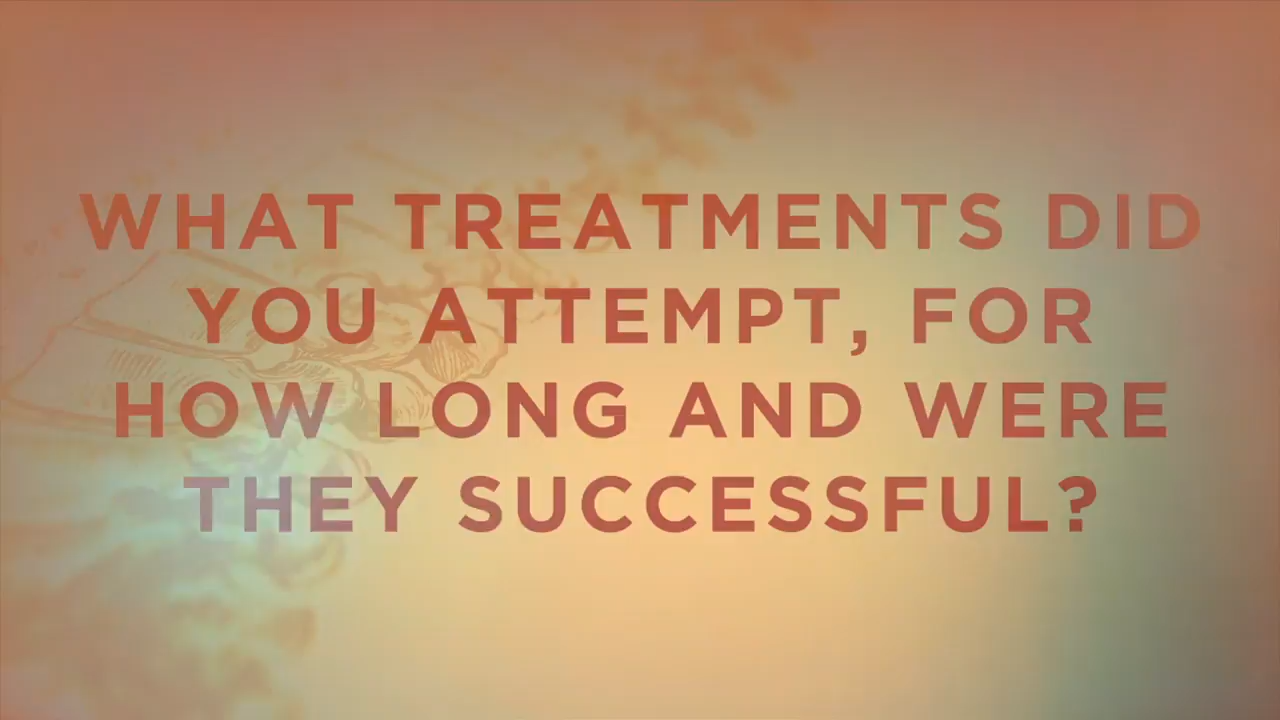 WHAT TREATMENTS DID
YOU ATTEMPT, FOR
HOW LONG AND WERE
THEY SUCCESSFUL?